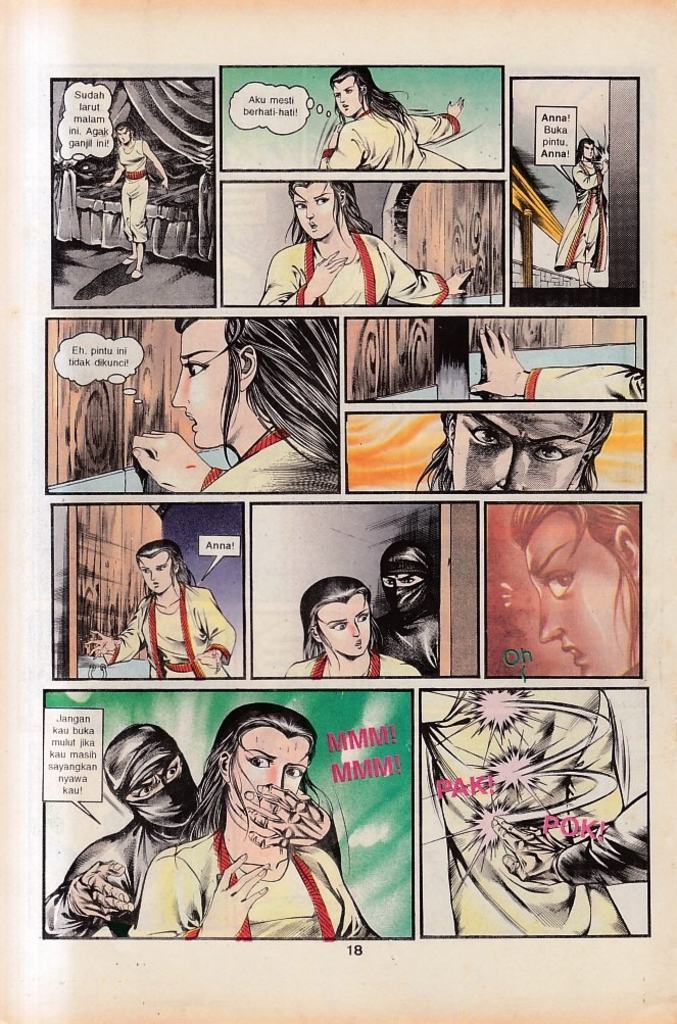 Sudah
larut
malam
ini. Agak
ganjil ini!
Aku mesti
berhati-hati!
Anna!
Buka
pintu,
Anna!
Eh, pintu ini
tidak dikunci!
Anna!
Oh
Jangan
kau buka
mulut jika
kau masih
sayangkan
nyawa
kau!
MMM!
MMM!
PAK!
POK!
18